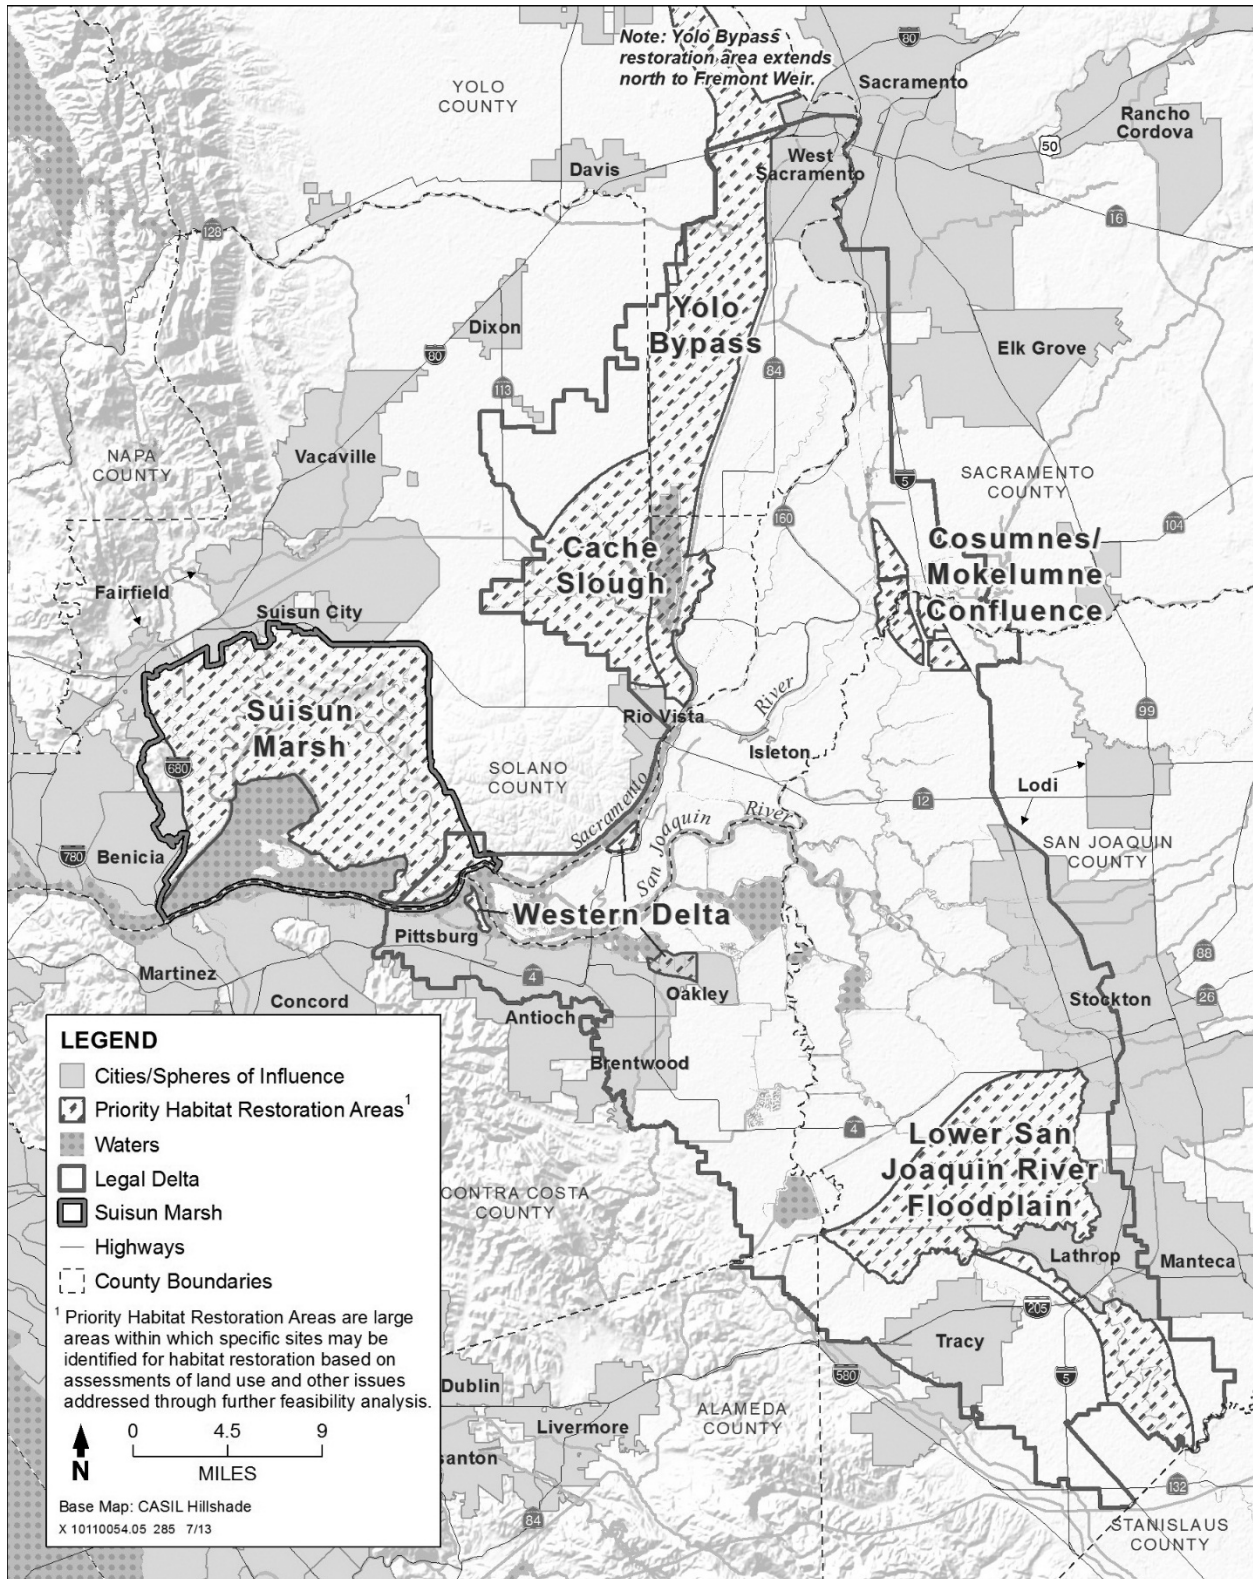 Note: Yolo Bypass
restoration area extends
north to Fremont Weir.
80
Sacramento
YOLO
COUNTY
Rancho
Cordova
50
Davis
West
Sacramento
128
16
Yolo
Bypass
Dixon
80
Elk Grove
84
113
NAPA
COUNTY
Vacaville
SACRAMENTO
COUNTY
5
160
104
Cache
Slough
Cosumnes/
Mokelumne
Confluence
Fairfield
Suisun City
Suisun
Marsh
River
Rio Vista
Isleton
99
680
SOLANO
COUNTY
Lodi
12
Sacramento
San Joaquin
River
780
Benicia
SAN JOAQUIN
COUNTY
Western Delta
Pittsburg
Martinez
4
88
Concord
Oakley
26
Stockton
Antioch
Brentwood
LEGEND
Cities/Spheres of Influence
Priority Habitat Restoration Areas1
Waters
Legal Delta
Suisun Marsh
Highways
County Boundaries
1 Priority Habitat Restoration Areas are large
areas within which specific sites may be
identified for habitat restoration based on
assessments of land use and other issues
addressed through further feasibility analysis.
0 4.5 9
MILES
N
Base Map: CASIL Hillshade
X 10110054.05 285 7/13
4
Lower San
Joaquin River
Floodplain
CONTRA COSTA
COUNTY
Lathrop
Manteca
205
Tracy
580
5
Dublin
ALAMEDA
COUNTY
Livermore
santon
132
84
STANISLAUS
COUNTY